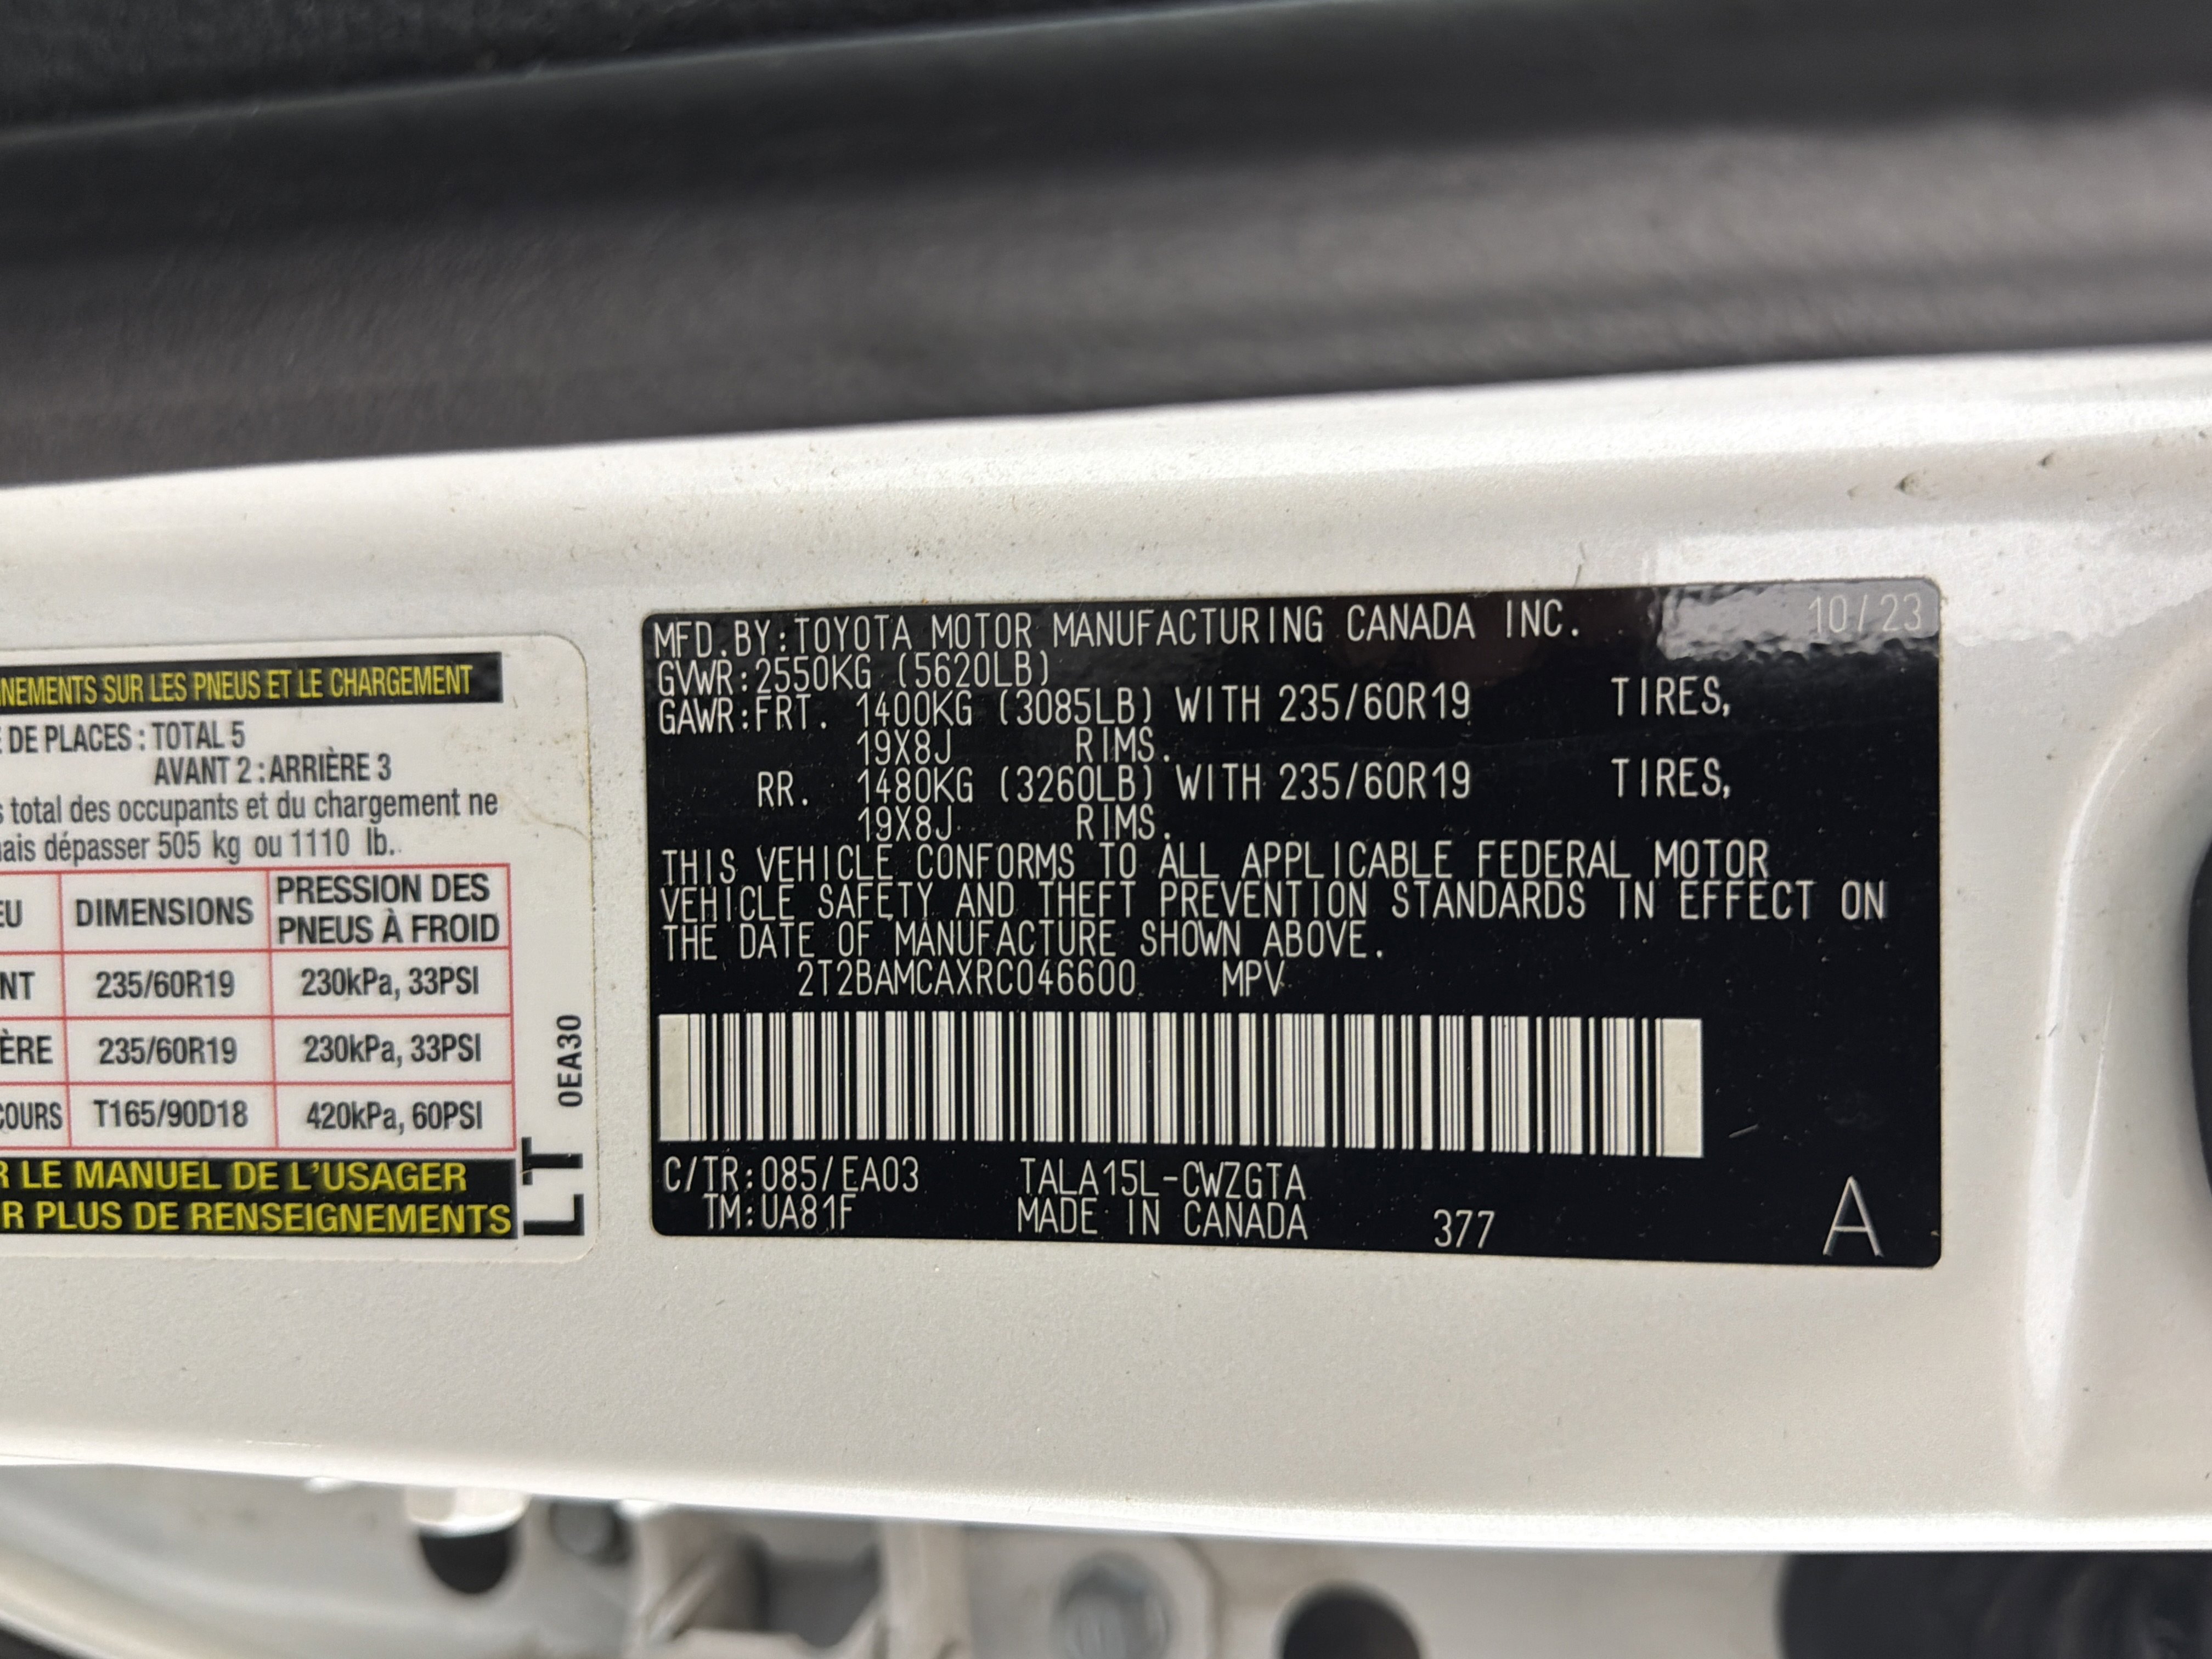 NEMENTS SUR LES PNEUS ET LE CHARGEMENT
E DE PLACES : TOTAL 5
AVANT 2 : ARRIÈRE 3
s total des occupants et du chargement ne
ais dépasser 505 kg ou 1110 lb.
EU DIMENSIONS PRESSION DES
PNEUS À FROID
NT 235/60R19 230kPa, 33PSI
ÈRE 235/60R19 230kPa, 33PSI
COURS T165/90D18 420kPa, 60PSI
R LE MANUEL DE L'USAGER
R PLUS DE RENSEIGNEMENTS
0EA30
LT
MFD.BY:TOYOTA MOTOR MANUFACTURING CANADA INC. 10/23
GVWR:2550KG (5620LB)
GAWR:FRT. 1400KG (3085LB) WITH 235/60R19 TIRES,
19X8J RIMS.
RR. 1480KG (3260LB) WITH 235/60R19 TIRES,
19X8J RIMS.
THIS VEHICLE CONFORMS TO ALL APPLICABLE FEDERAL MOTOR
VEHICLE SAFETY AND THEFT PREVENTION STANDARDS IN EFFECT ON
THE DATE OF MANUFACTURE SHOWN ABOVE.
2T2BAMCAXRC046600 MPV
C/TR:085/EA03 TALA15L-CWZGTA
TM:UA81F MADE IN CANADA 377 A